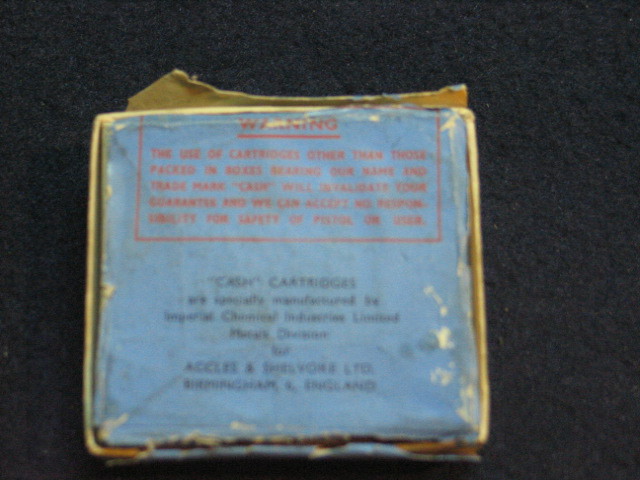 WARNING
THE USE OF CARTRIDGES OTHER THAN THOSE
PACKED IN BOXES BEARING OUR NAME AND
TRADE MARK "CASH" WILL INVALIDATE YOUR
GUARANTEE AND WE CAN ACCEPT NO RESPON-
SIBILITY FOR SAFETY OF PISTOL OR USER.
"CASH" CARTRIDGES
are specially manufactured by
Imperial Chemical Industries Limited
Metals Division
for
ACCLES & SHELVOKE LTD.
BIRMINGHAM, 6, ENGLAND